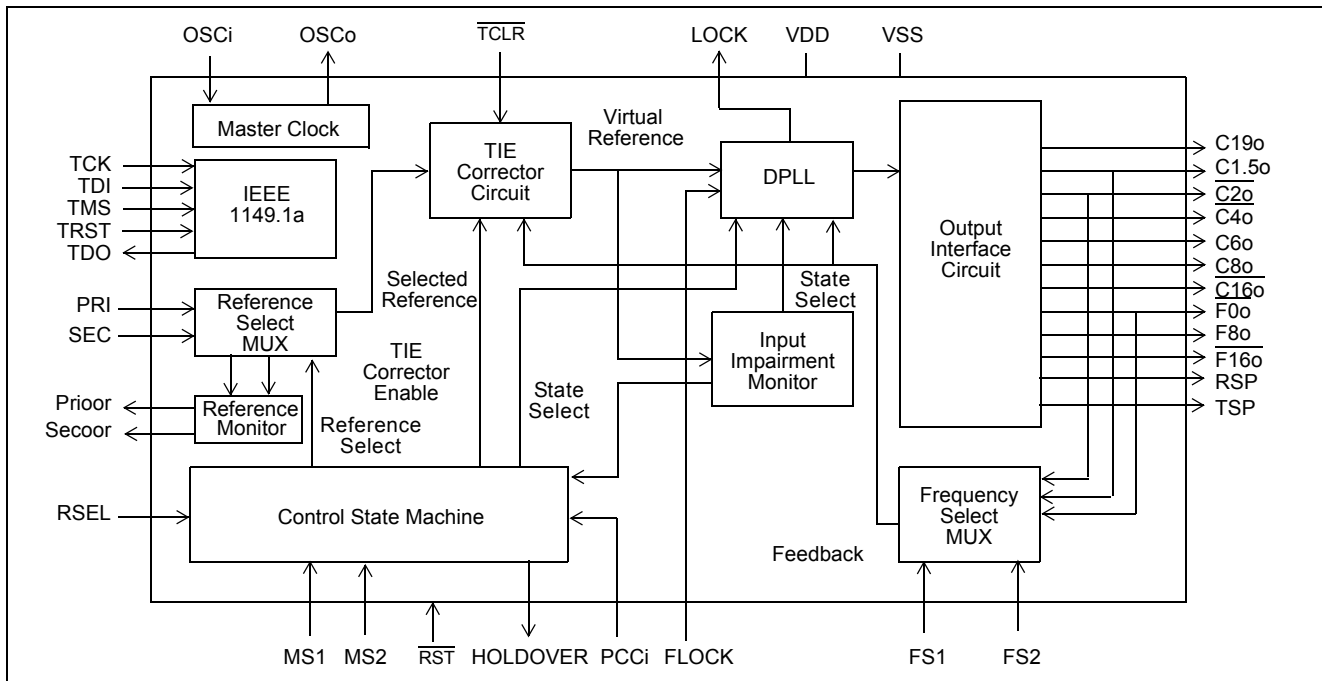 OSCi
OSCo
TCLR
LOCK
VDD
VSS
Master Clock
TCK
TDI
TMS
TRST
TDO
IEEE
1149.1a
TIE
Corrector
Circuit
Virtual
Reference
DPLL
Output
Interface
Circuit
C19o
C1.5o
C2o
C4o
C6o
C8o
C16o
F0o
F8o
F16o
RSP
TSP
PRI
SEC
Reference
Select
MUX
Selected
Reference
TIE
Corrector
Enable
State
Select
State
Select
Input
Impairment
Monitor
Prioor
Secoor
Reference
Monitor
Reference
Select
RSEL
Control State Machine
Frequency
Select
MUX
Feedback
MS1
MS2
RST
HOLDOVER
PCCi
FLOCK
FS1
FS2